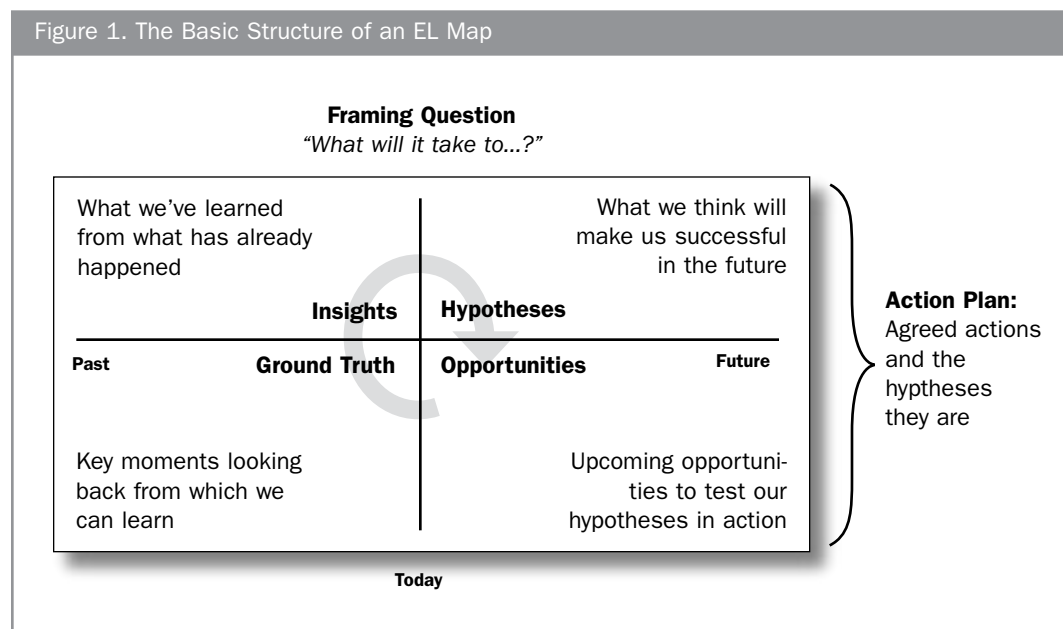 Figure 1. The Basic Structure of an EL Map
Framing Question
“What will it take to...?”
What we’ve learned
from what has already
happened
What we think will
make us successful
in the future
Insights
Hypotheses
Past
Ground Truth
Opportunities
Future
Key moments looking
back from which we
can learn
Upcoming opportuni-
ties to test our
hypotheses in action
Today
Action Plan:
Agreed actions
and the
hyptheses
they are